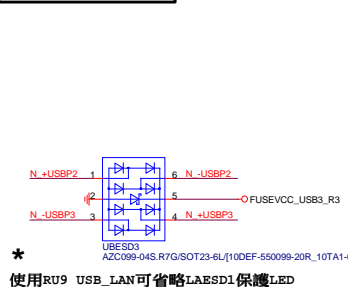 N_+USBP2 1 6 N_-USBP2
2 5 FUSEVCC_USB3_R3
N_-USBP3 3 4 N_+USBP3
UBESD3
AZC099-04S.R7G/SOT23-6L/[10DEF-550099-20R_10TA1-
* 使用RU9 USB_LAN可省略LAESD1保護LED